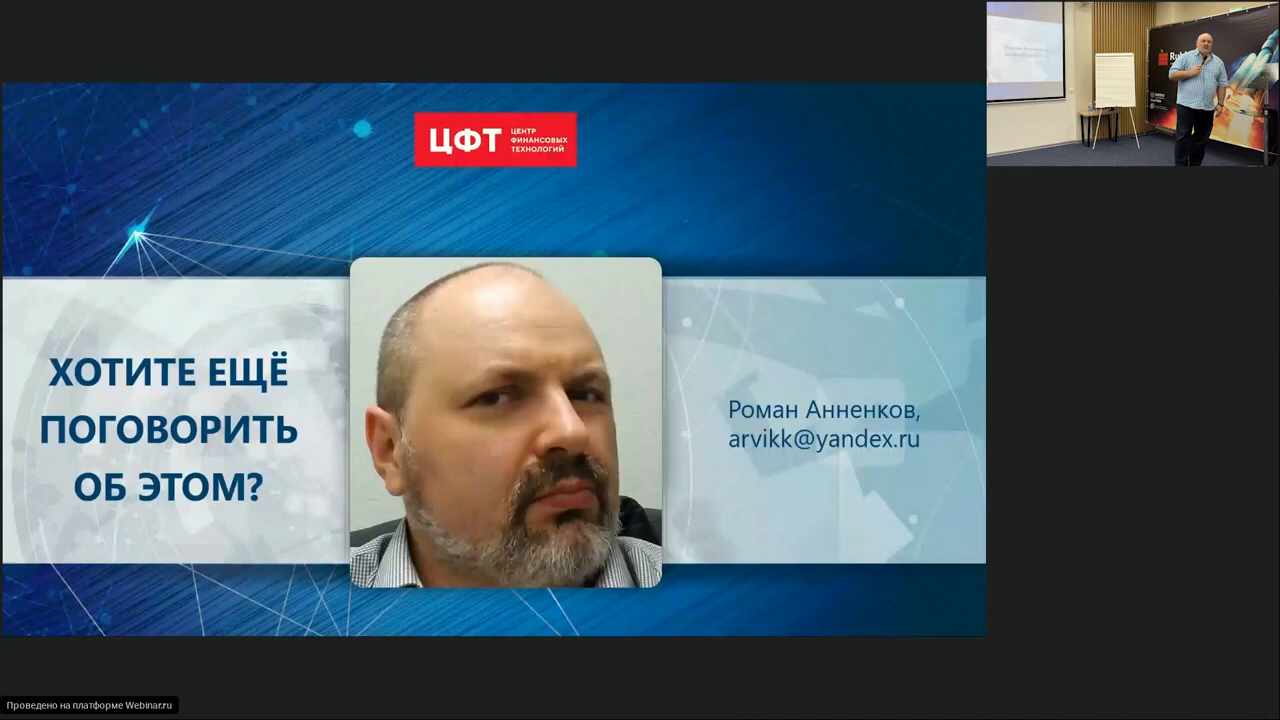 ЦФТ
ЦЕНТР
ФИНАНСОВЫХ
ТЕХНОЛОГИЙ
ХОТИТЕ ЕЩЁ
ПОГОВОРИТЬ
ОБ ЭТОМ?
Роман Анненков,
arvikk@yandex.ru
Проведено на платформе Webinar.ru